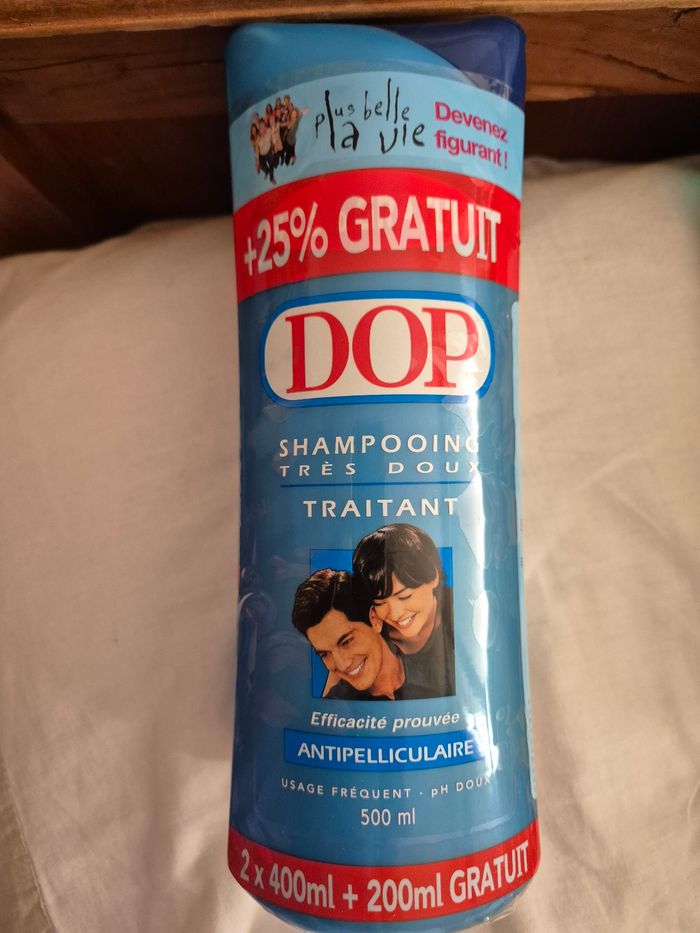 plus belle
la vie
Devenez
figurant !
+25% GRATUIT
DOP
SHAMPOOING
TRÈS DOUX
TRAITANT
Efficacité prouvée
ANTIPELLICULAIRE
USAGE FRÉQUENT - pH DOUX
500 ml
2 x 400ml + 200ml GRATUIT